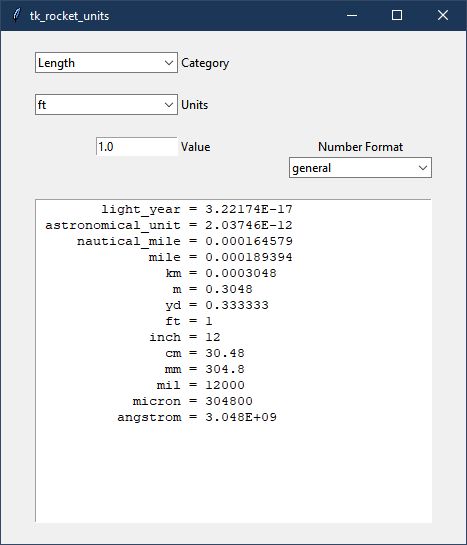 tk_rocket_units
Length Category
ft Units
1.0 Value
Number Format
general
light_year = 3.22174E-17
astronomical_unit = 2.03746E-12
nautical_mile = 0.000164579
mile = 0.000189394
km = 0.0003048
m = 0.3048
yd = 0.333333
ft = 1
inch = 12
cm = 30.48
mm = 304.8
mil = 12000
micron = 304800
angstrom = 3.048E+09